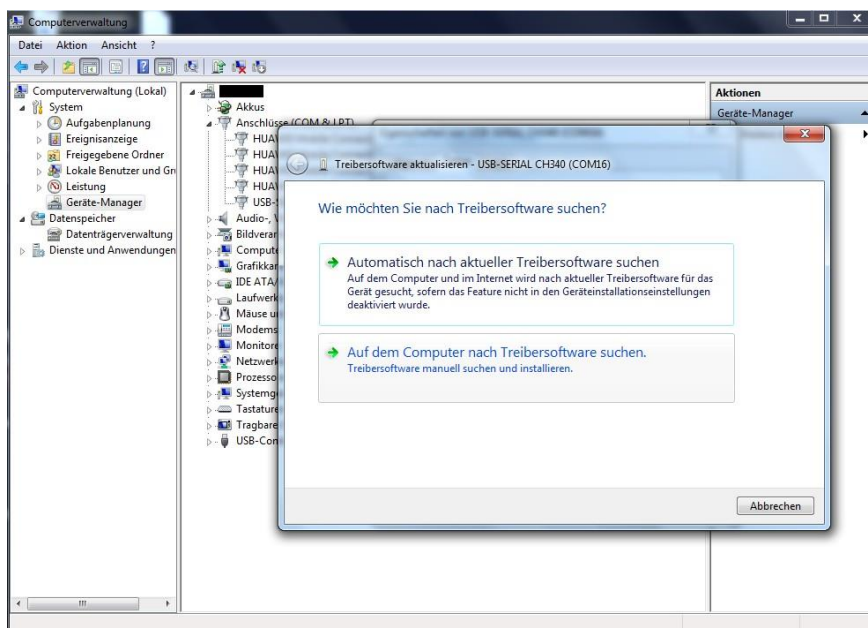 Computerverwaltung
Datei Aktion Ansicht ?
Computerverwaltung (Lokal)
System
Aufgabenplanung
Ereignisanzeige
Freigegebene Ordner
Lokale Benutzer und Gr
Leistung
Geräte-Manager
Datenspeicher
Datenträgerverwaltung
Dienste und Anwendungen
Akkus
Anschlüsse (COM & LPT)
HUA
HUA
HUA
HUA
USB-S
Audio-, V
Bildverar
Compute
Grafikkar
IDE ATA/
Laufwerk
Mäuse u
Modems
Monitore
Netzwerk
Prozesso
Systemge
Tastature
Tragbare
USB-Con
Aktionen
Geräte-Manager
Treibersoftware aktualisieren - USB-SERIAL CH340 (COM16)
Wie möchten Sie nach Treibersoftware suchen?
Automatisch nach aktueller Treibersoftware suchen
Auf dem Computer und im Internet wird nach aktueller Treibersoftware für das
Gerät gesucht, sofern das Feature nicht in den Geräteinstallationseinstellungen
deaktiviert wurde.
Auf dem Computer nach Treibersoftware suchen.
Treibersoftware manuell suchen und installieren.
Abbrechen